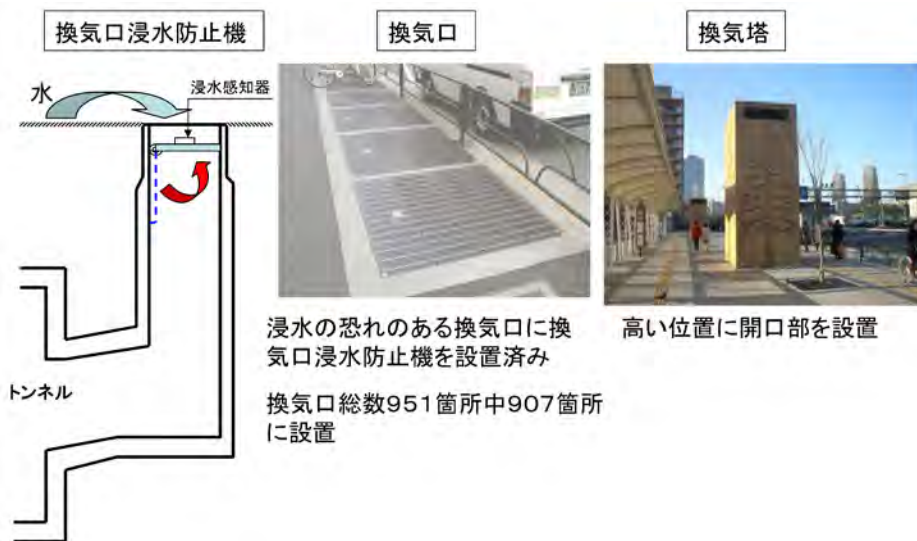 換気口浸水防止機
換気口
換気塔
浸水感知器
水
トンネル
浸水の恐れのある換気口に換
気口浸水防止機を設置済み
換気口総数951箇所中907箇所
に設置
高い位置に開口部を設置